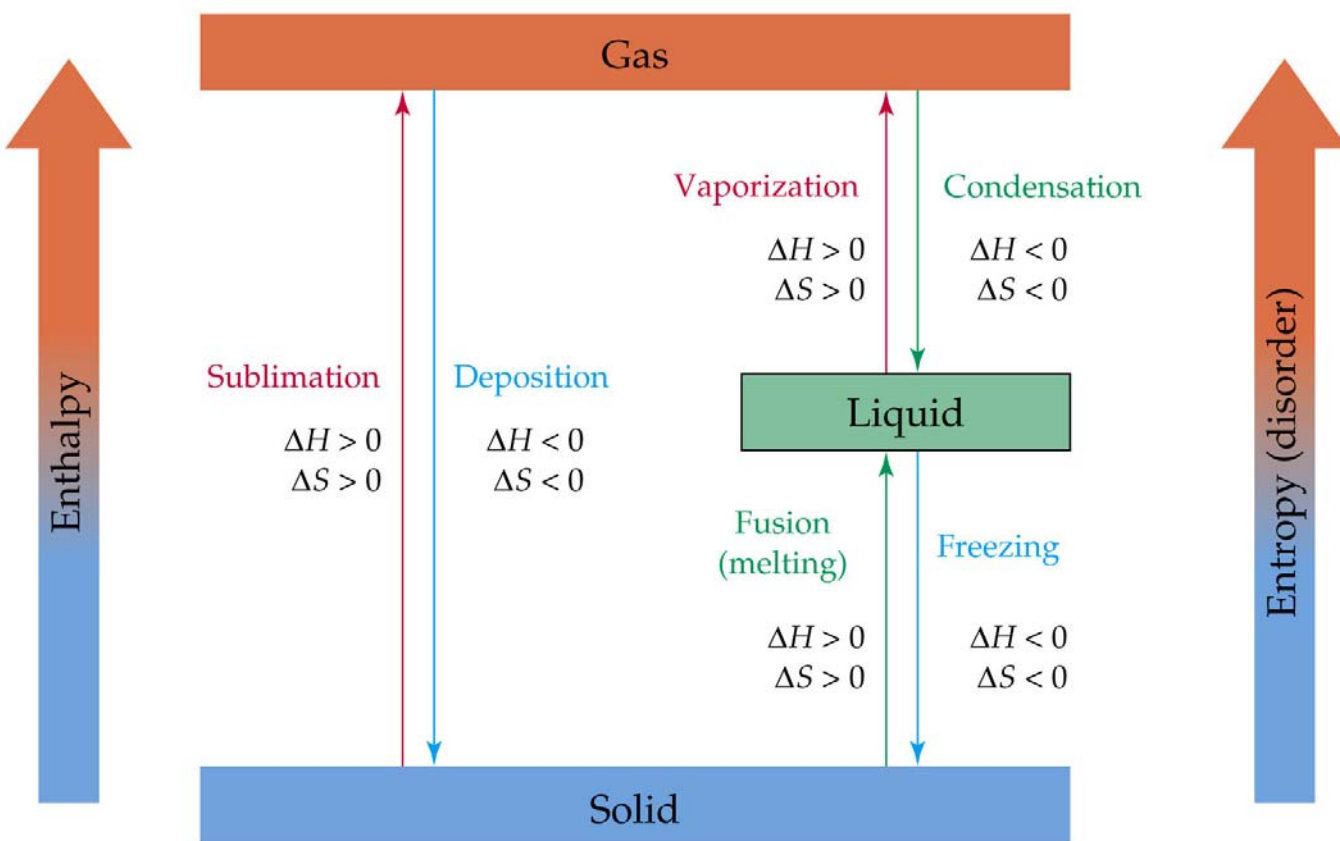 Gas
Enthalpy
Sublimation
ΔH > 0
ΔS > 0
Deposition
ΔH < 0
ΔS < 0
Vaporization
ΔH > 0
ΔS > 0
Condensation
ΔH < 0
ΔS < 0
Liquid
Fusion
(melting)
ΔH > 0
ΔS > 0
Freezing
ΔH < 0
ΔS < 0
Solid
Entropy (disorder)